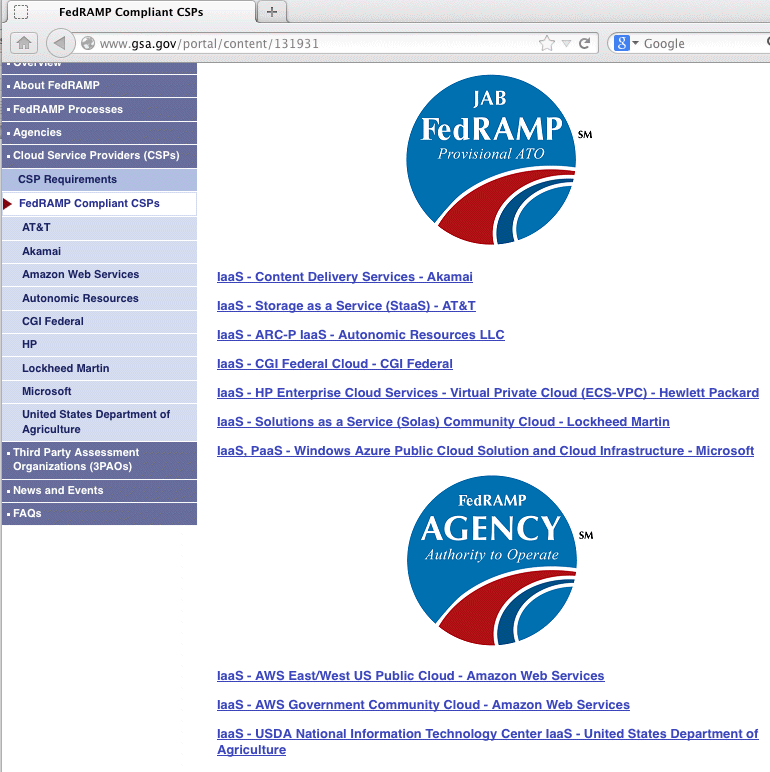 FedRAMP Compliant CSPs
www.gsa.gov/portal/content/131931
Google
Overview
About FedRAMP
FedRAMP Processes
Agencies
Cloud Service Providers (CSPs)
CSP Requirements
FedRAMP Compliant CSPs
AT&T
Akamai
Amazon Web Services
Autonomic Resources
CGI Federal
HP
Lockheed Martin
Microsoft
United States Department of
Agriculture
Third Party Assessment
Organizations (3PAOs)
News and Events
FAQs
JAB
FedRAMP
Provisional ATO
SM
IaaS - Content Delivery Services - Akamai
IaaS - Storage as a Service (StaaS) - AT&T
IaaS - ARC-P IaaS - Autonomic Resources LLC
IaaS - CGI Federal Cloud - CGI Federal
IaaS - HP Enterprise Cloud Services - Virtual Private Cloud (ECS-VPC) - Hewlett Packard
IaaS - Solutions as a Service (Solas) Community Cloud - Lockheed Martin
IaaS, PaaS - Windows Azure Public Cloud Solution and Cloud Infrastructure - Microsoft
FedRAMP
AGENCY
Authority to Operate
SM
IaaS - AWS East/West US Public Cloud - Amazon Web Services
IaaS - AWS Government Community Cloud - Amazon Web Services
IaaS - USDA National Information Technology Center IaaS - United States Department of
Agriculture